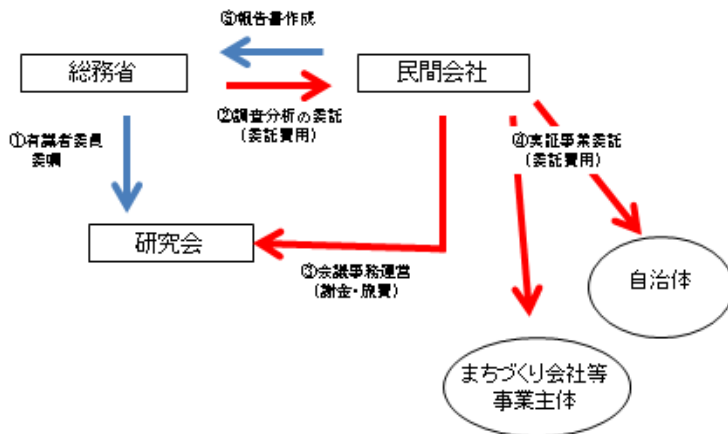 ⑤報告書作成
総務省
民間会社
②調査分析の委託
(委託費用)
①有識者委員
委嘱
④実証事業委託
(委託費用)
研究会
③会議事務運営
(謝金・旅費)
自治体
まちづくり会社等
事業主体